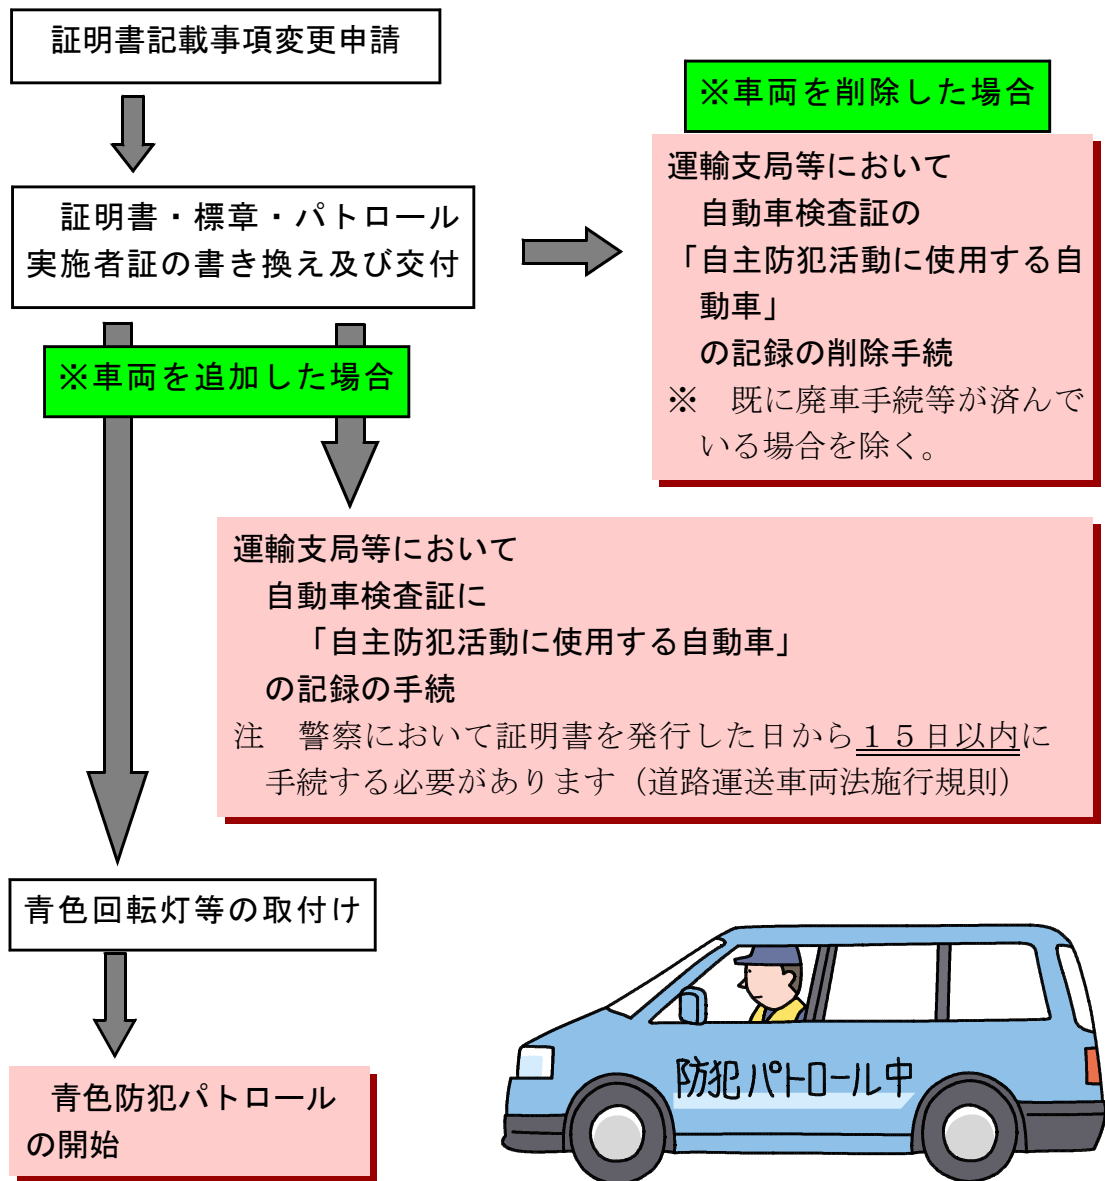 証明書記載事項変更申請
※車両を削除した場合
運輸支局等において
自動車検査証の
「自主防犯活動に使用する自
動車」
の記録の削除手続
※　既に廃車手続等が済んで
いる場合を除く。
証明書・標章・パトロール
実施者証の書き換え及び交付
※車両を追加した場合
運輸支局等において
自動車検査証に
「自主防犯活動に使用する自動車」
の記録の手続
注　警察において証明書を発行した日から１５日以内に
手続する必要があります（道路運送車両法施行規則）
青色回転灯等の取付け
青色防犯パトロール
の開始
防犯パトロール中